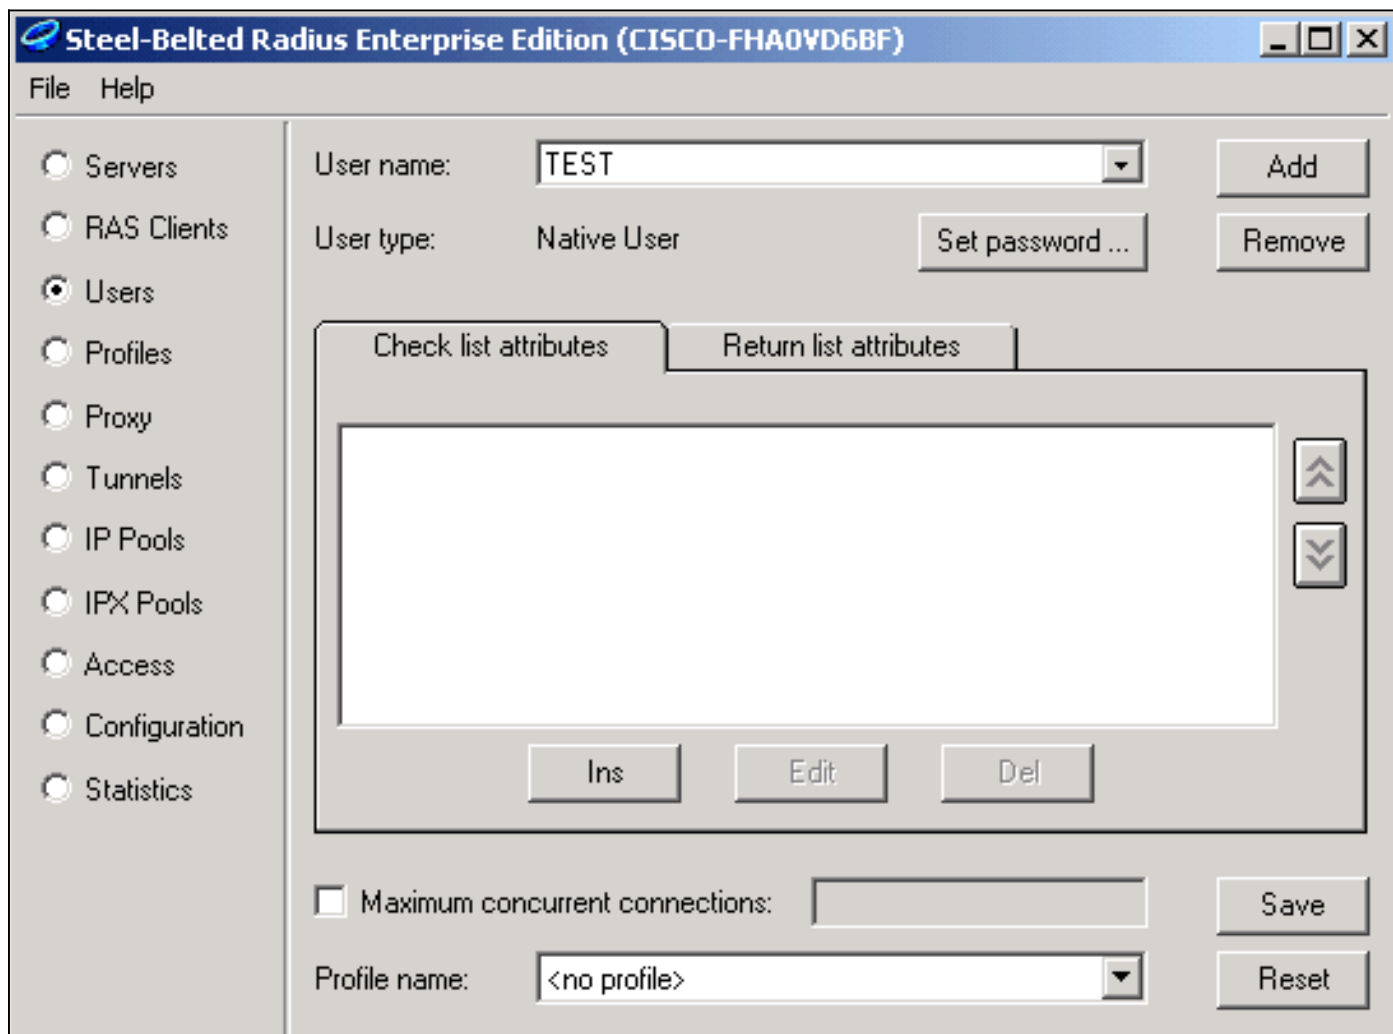 Steel-Belted Radius Enterprise Edition (CISCO-FHA0VD6BF)
File Help
Servers
RAS Clients
Users
Profiles
Proxy
Tunnels
IP Pools
IPX Pools
Access
Configuration
Statistics
User name: TEST Add
User type: Native User Set password ... Remove
Check list attributes Return list attributes
Ins Edit Del
Maximum concurrent connections: Save
Profile name: <no profile> Reset